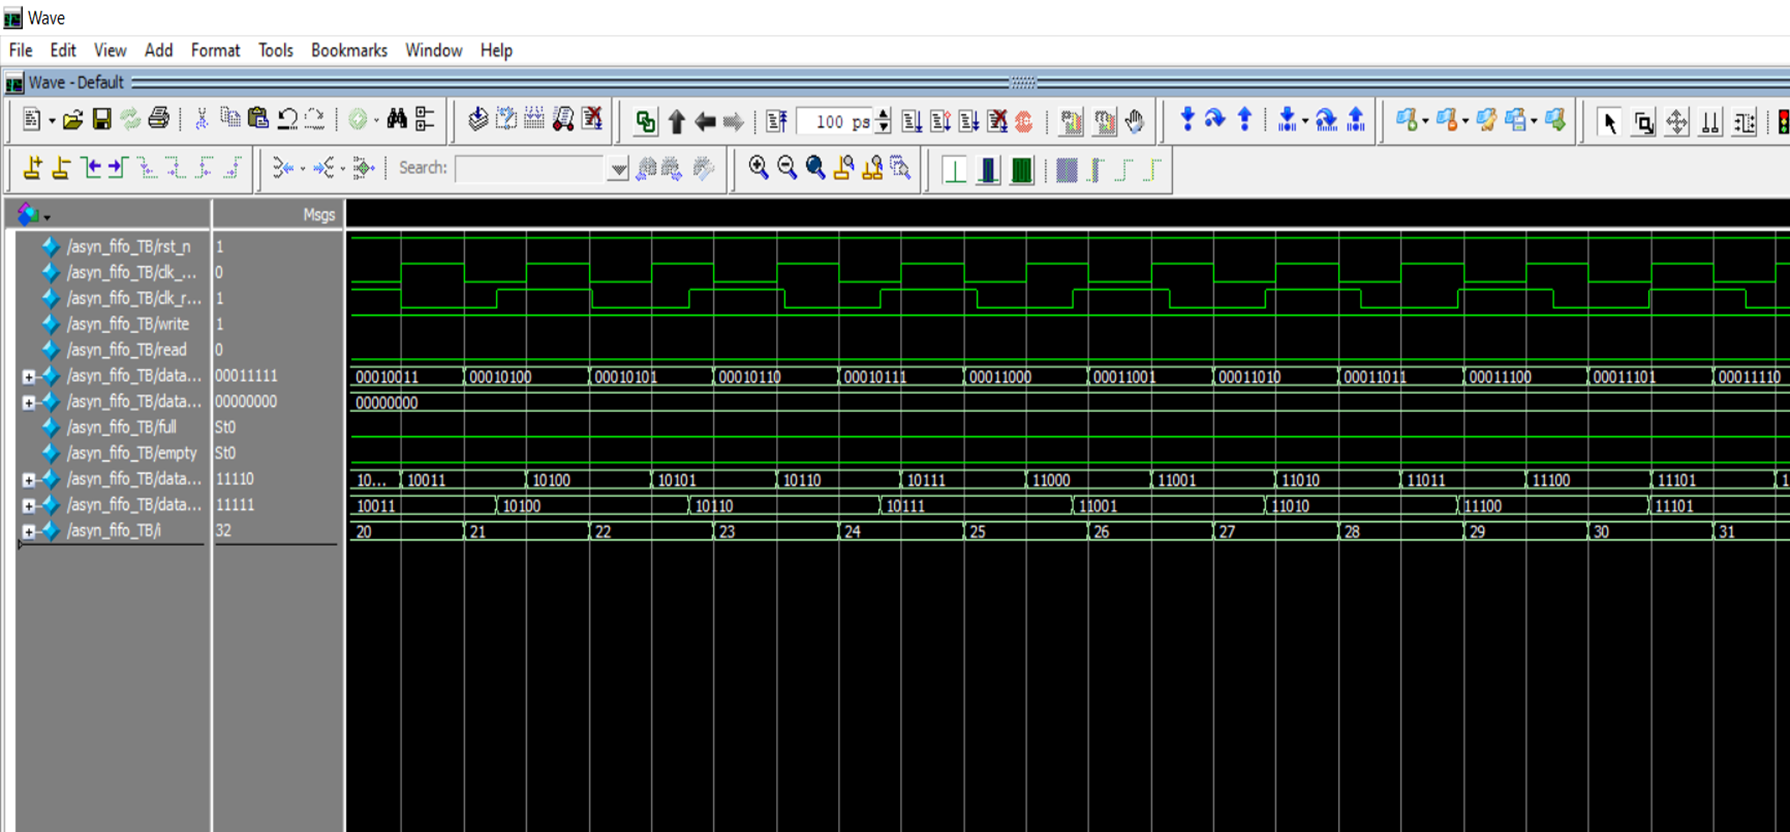 Wave
File Edit View Add Format Tools Bookmarks Window Help
Wave - Default
100 ps
Search:
Msgs
/asyn_fifo_TB/rst_n 1
/asyn_fifo_TB/clk_... 0
/asyn_fifo_TB/clk_r... 1
/asyn_fifo_TB/write 1
/asyn_fifo_TB/read 0
/asyn_fifo_TB/data... 00011111 00010011 00010100 00010101 00010110 00010111 00011000 00011001 00011010 00011011 00011100 00011101 00011110
/asyn_fifo_TB/data... 00000000 00000000
/asyn_fifo_TB/full St0
/asyn_fifo_TB/empty St0
/asyn_fifo_TB/data... 11110 10... 10011 10100 10101 10110 10111 11000 11001 11010 11011 11100 11101 1
/asyn_fifo_TB/data... 11111 10011 10100 10110 10111 11001 11010 11100 11101
/asyn_fifo_TB/i 32 20 21 22 23 24 25 26 27 28 29 30 31